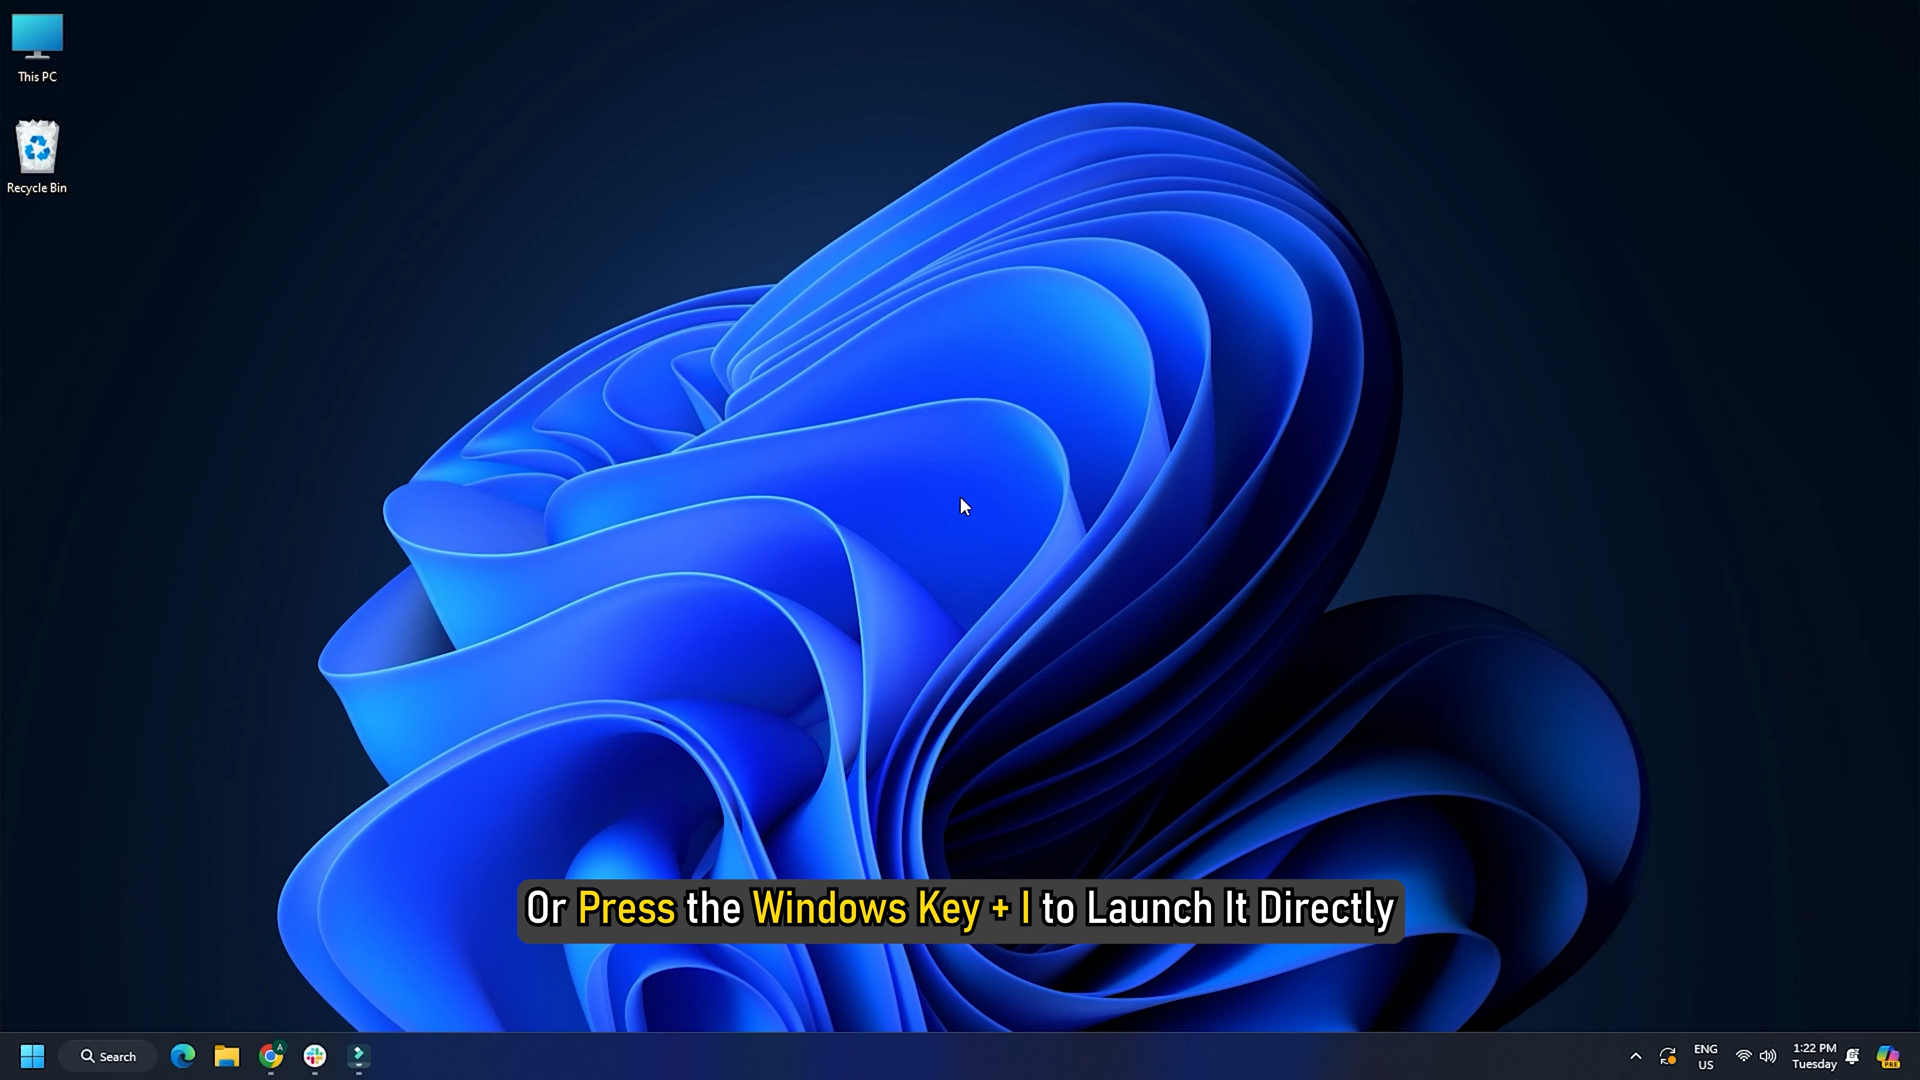 This PC
Recycle Bin
Or Press the Windows Key + I to Launch It Directly
Search
A
ENG
US
1:22 PM
Tuesday
PRE